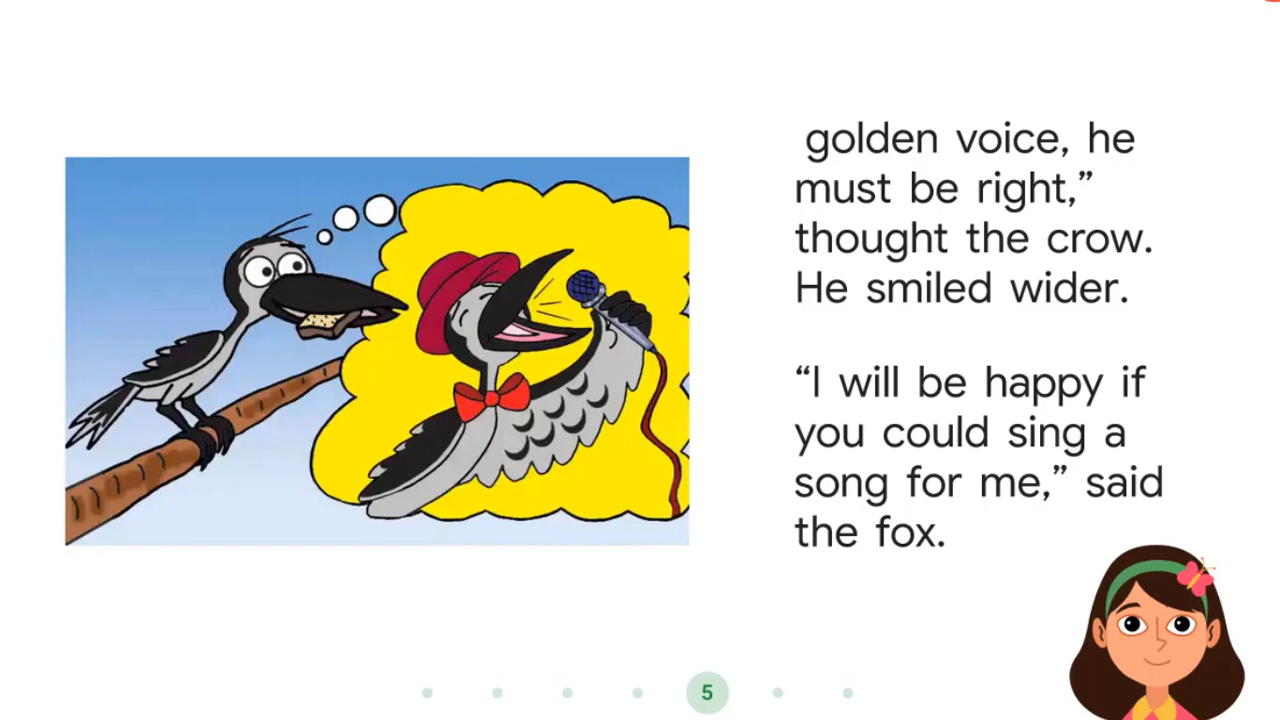 golden voice, he
must be right,”
thought the crow.
He smiled wider.
“I will be happy if
you could sing a
song for me,” said
the fox.
5